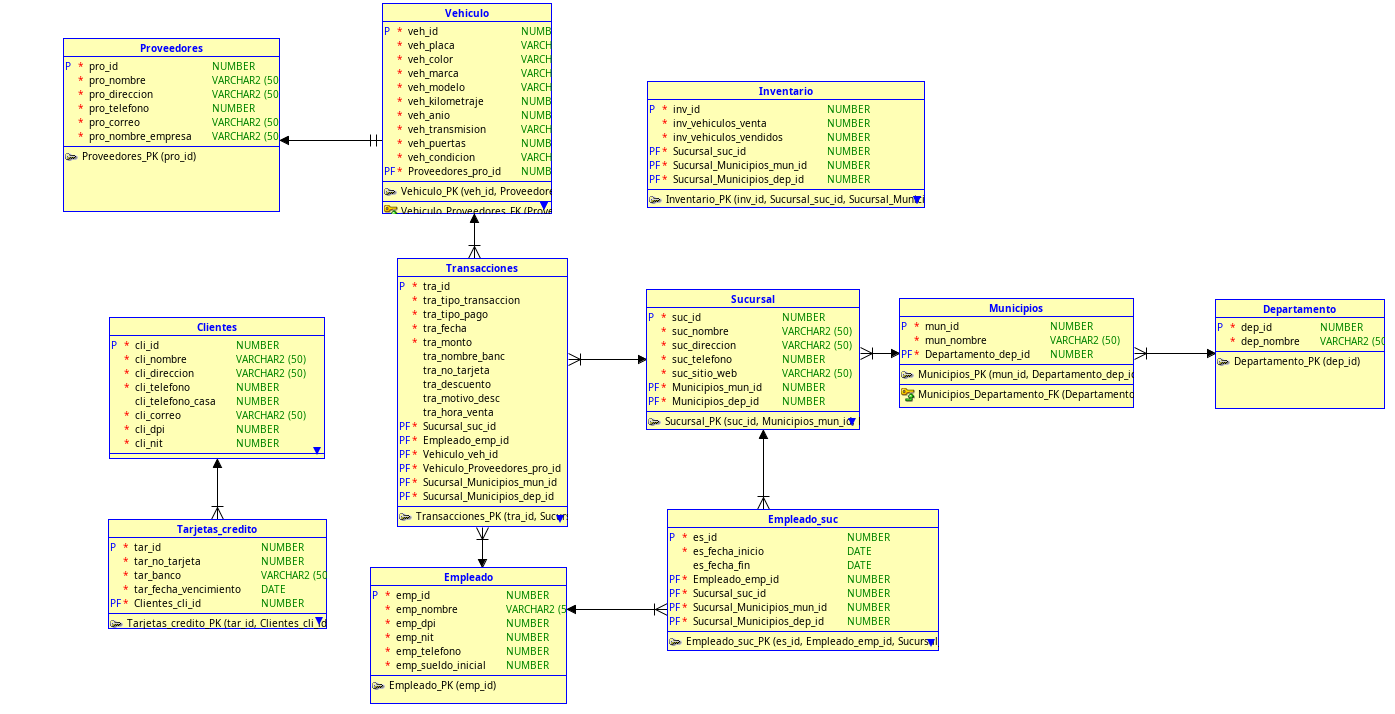 Proveedores
P * pro_id NUMBER
* pro_nombre VARCHAR2 (50
* pro_direccion VARCHAR2 (50
* pro_telefono NUMBER
* pro_correo VARCHAR2 (50
* pro_nombre_empresa VARCHAR2 (50
Proveedores_PK (pro_id)
Vehiculo
P * veh_id NUMB
* veh_placa VARCH
* veh_color VARCH
* veh_marca VARCH
* veh_modelo VARCH
* veh_kilometraje NUMB
* veh_anio NUMB
* veh_transmision VARCH
* veh_puertas NUMB
* veh_condicion VARCH
PF * Proveedores_pro_id NUMB
Vehiculo_PK (veh_id, Proveedore
Vehiculo_Proveedores_FK (Prove
Inventario
P * inv_id NUMBER
* inv_vehiculos_venta NUMBER
* inv_vehiculos_vendidos NUMBER
PF * Sucursal_suc_id NUMBER
PF * Sucursal_Municipios_mun_id NUMBER
PF * Sucursal_Municipios_dep_id NUMBER
Inventario_PK (inv_id, Sucursal_suc_id, Sucursal_Munici
Clientes
P * cli_id NUMBER
* cli_nombre VARCHAR2 (50)
* cli_direccion VARCHAR2 (50)
* cli_telefono NUMBER
cli_telefono_casa NUMBER
* cli_correo VARCHAR2 (50)
* cli_dpi NUMBER
* cli_nit NUMBER
Transacciones
P * tra_id
* tra_tipo_transaccion
* tra_tipo_pago
* tra_fecha
* tra_monto
tra_nombre_banc
tra_no_tarjeta
tra_descuento
tra_motivo_desc
tra_hora_venta
PF * Sucursal_suc_id
PF * Empleado_emp_id
PF * Vehiculo_veh_id
PF * Vehiculo_Proveedores_pro_id
PF * Sucursal_Municipios_mun_id
PF * Sucursal_Municipios_dep_id
Transacciones_PK (tra_id, Sucurs
Sucursal
P * suc_id NUMBER
* suc_nombre VARCHAR2 (50)
* suc_direccion VARCHAR2 (50)
* suc_telefono NUMBER
* suc_sitio_web VARCHAR2 (50)
PF * Municipios_mun_id NUMBER
PF * Municipios_dep_id NUMBER
Sucursal_PK (suc_id, Municipios_mun_id
Municipios
P * mun_id NUMBER
* mun_nombre VARCHAR2 (50)
PF * Departamento_dep_id NUMBER
Municipios_PK (mun_id, Departamento_dep_id
Municipios_Departamento_FK (Departamento
Departamento
P * dep_id NUMBER
* dep_nombre VARCHAR2 (50
Departamento_PK (dep_id)
Tarjetas_credito
P * tar_id NUMBER
* tar_no_tarjeta NUMBER
* tar_banco VARCHAR2 (50
* tar_fecha_vencimiento DATE
PF * Clientes_cli_id NUMBER
Tarjetas_credito_PK (tar_id, Clientes_cli_id
Empleado
P * emp_id NUMBER
* emp_nombre VARCHAR2 (5
* emp_dpi NUMBER
* emp_nit NUMBER
* emp_telefono NUMBER
* emp_sueldo_inicial NUMBER
Empleado_PK (emp_id)
Empleado_suc
P * es_id NUMBER
* es_fecha_inicio DATE
es_fecha_fin DATE
PF * Empleado_emp_id NUMBER
PF * Sucursal_suc_id NUMBER
PF * Sucursal_Municipios_mun_id NUMBER
PF * Sucursal_Municipios_dep_id NUMBER
Empleado_suc_PK (es_id, Empleado_emp_id, Sucursal